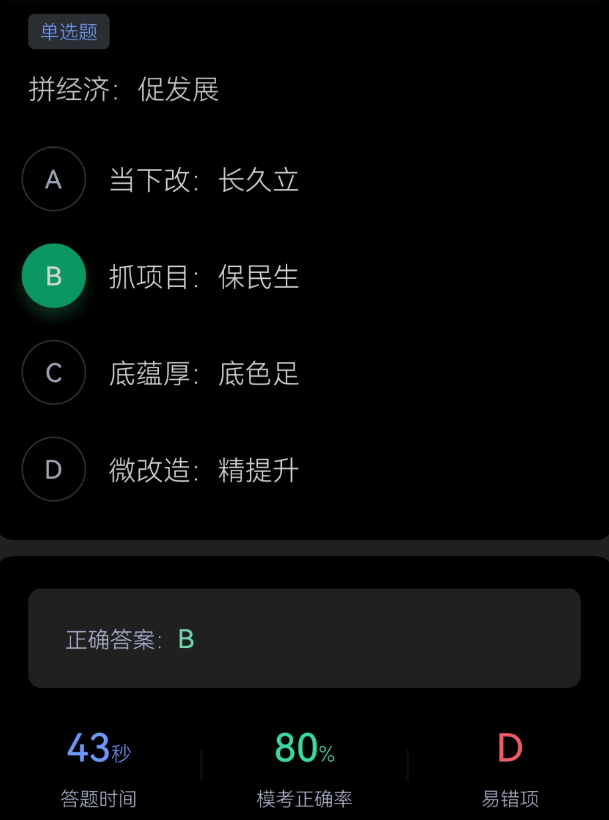 单选题
拼经济：促发展
A 当下改：长久立
B 抓项目：保民生
C 底蕴厚：底色足
D 微改造：精提升
正确答案：B
43秒 80% D
答题时间 模考正确率 易错项